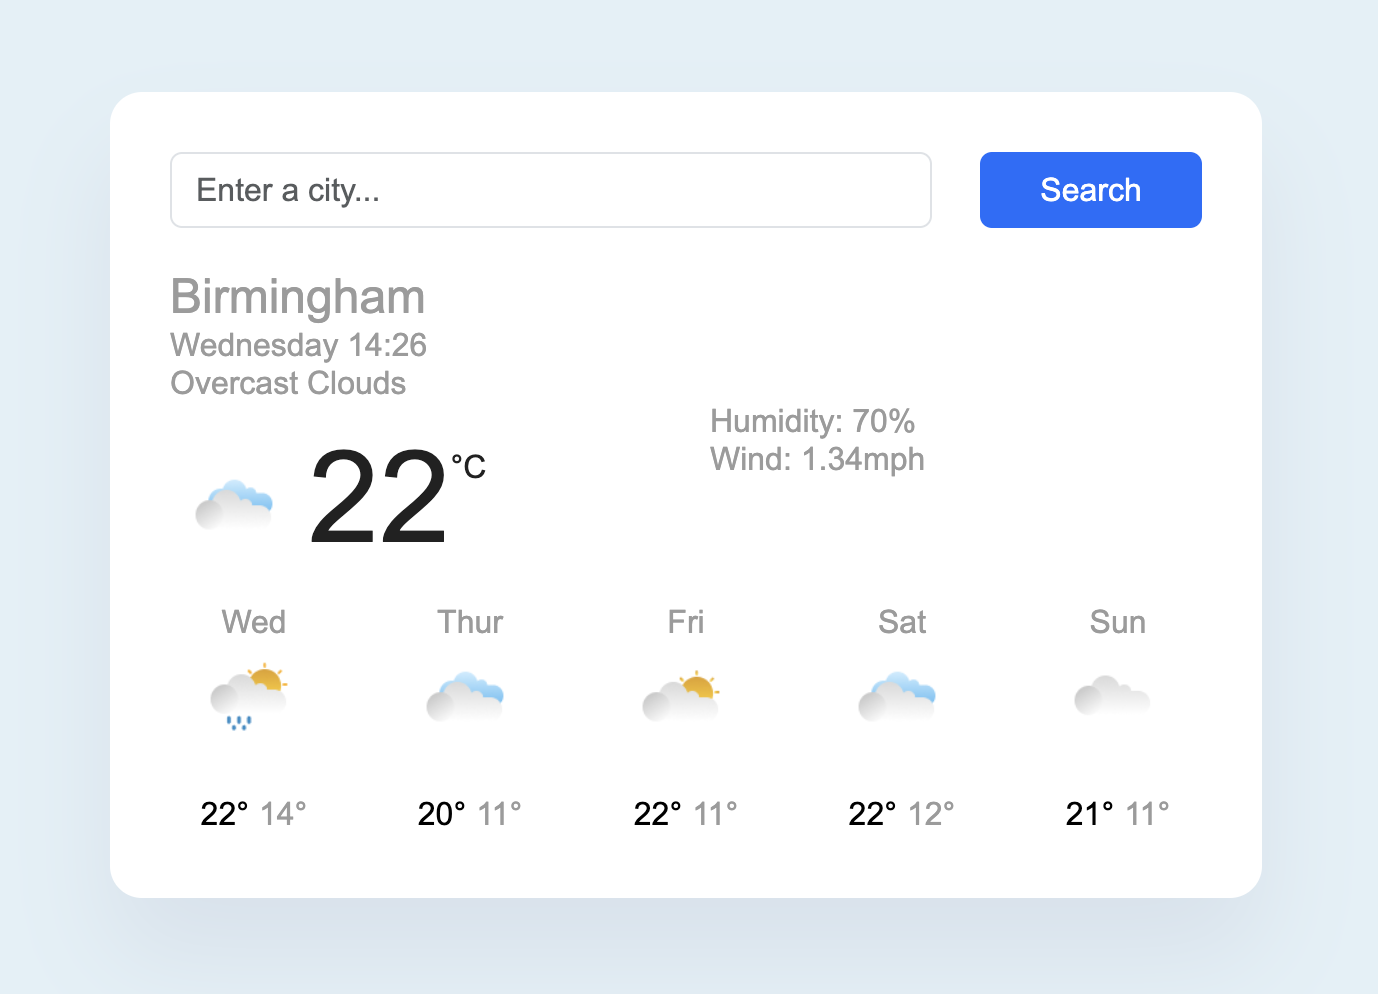 Enter a city...
Search
Birmingham
Wednesday 14:26
Overcast Clouds
Humidity: 70%
Wind: 1.34mph
22°C
Wed Thur Fri Sat Sun
22° 14° 20° 11° 22° 11° 22° 12° 21° 11°